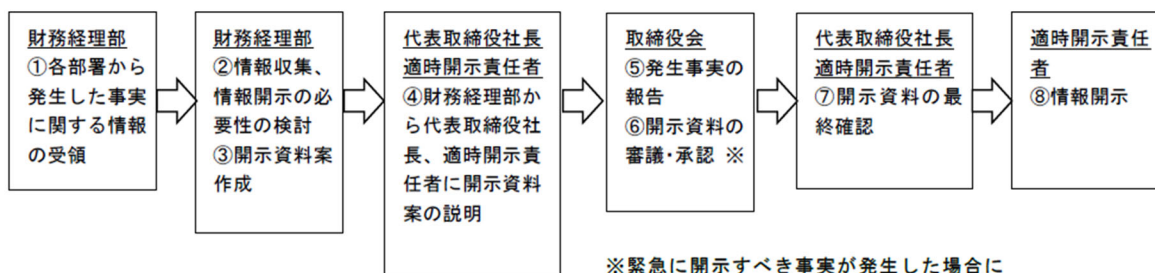 財務経理部
①各部署から
発生した事実
に関する情報
の受領
財務経理部
②情報収集、
情報開示の必
要性の検討
③開示資料案
作成
代表取締役社長
適時開示責任者
④財務経理部か
ら代表取締役社
長、適時開示責
任者に開示資料
案の説明
取締役会
⑤発生事実の
報告
⑥開示資料の
審議・承認 ※
代表取締役社長
適時開示責任者
⑦開示資料の最
終確認
適時開示責任
者
⑧情報開示
※緊急に開示すべき事実が発生した場合に